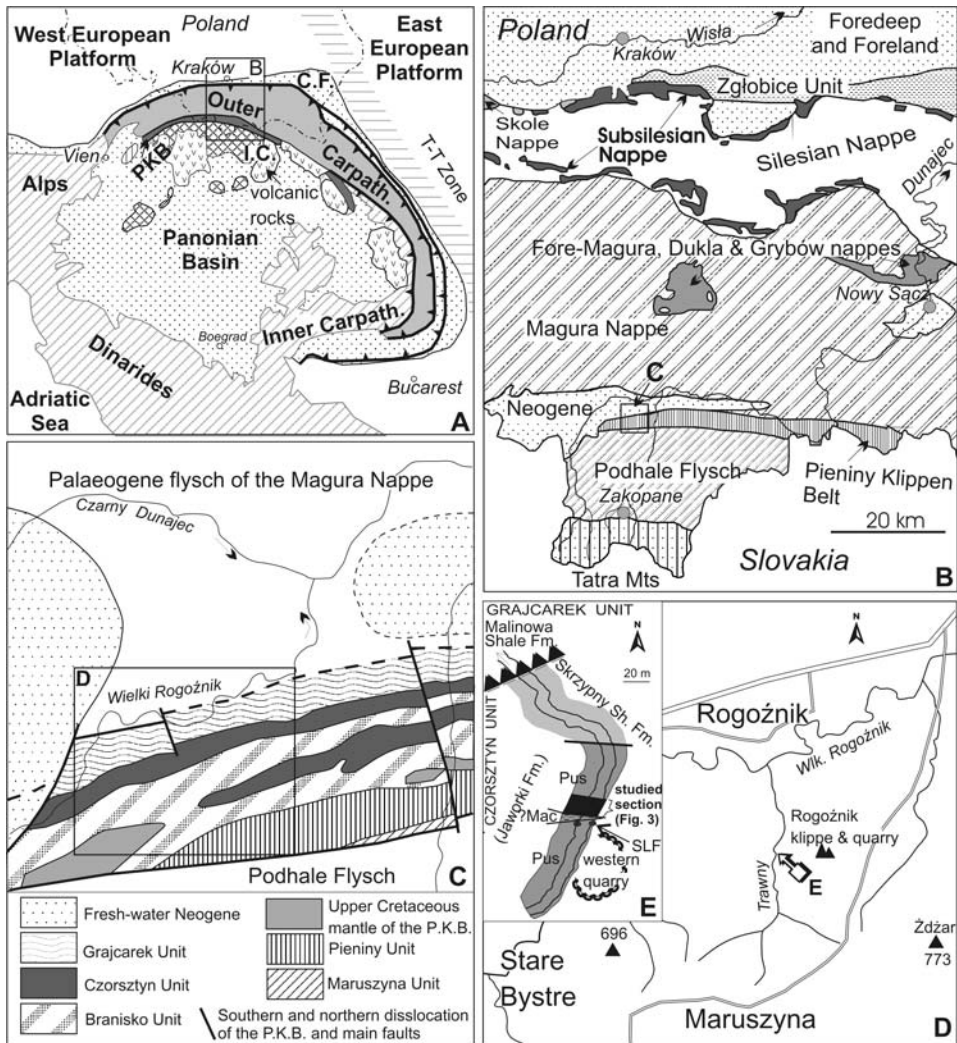 Poland
West European
Platform
East
European
Platform
Kraków
B
C.F.
Outer
Carpath.
Vien
P.K.B
I.C.
T-T Zone
Alps
volcanic
rocks
Panonian
Basin
Inner Carpath.
Boegrad
Dinarides
Bucarest
Adriatic
Sea
A
Poland
Wisła
Kraków
Foredeep
and Foreland
Zgłobice Unit
Skole
Nappe
Subsilesian
Nappe
Silesian Nappe
Dunajec
Fore-Magura, Dukla & Grybów nappes
Nowy Sącz
Magura Nappe
C
Neogene
Podhale Flysch
Zakopane
Pieniny Klippen
Belt
20 km
Tatra Mts
Slovakia
B
Palaeogene flysch of the Magura Nappe
Czarny Dunajec
D
Wielki Rogoźnik
Podhale Flysch
C
Fresh-water Neogene
Grajcarek Unit
Czorsztyn Unit
Branisko Unit
Upper Cretaceous
mantle of the P.K.B.
Pieniny Unit
Maruszyna Unit
Southern and northern dislocation
of the P.K.B. and main faults
GRAJCAREK UNIT
Malinowa
Shale Fm.
N
20 m
Skrzypny Sh. Fm.
CZORSZTYN UNIT
(Jaworki Fm.)
Pus
studied
section
(Fig. 3)
?Mac
SLF
Pus
western
quarry
E
N
Rogoźnik
Wlk. Rogoźnik
Rogoźnik
klippe & quarry
E
Trawny
696
Stare
Bystre
Żdżar
773
Maruszyna
D